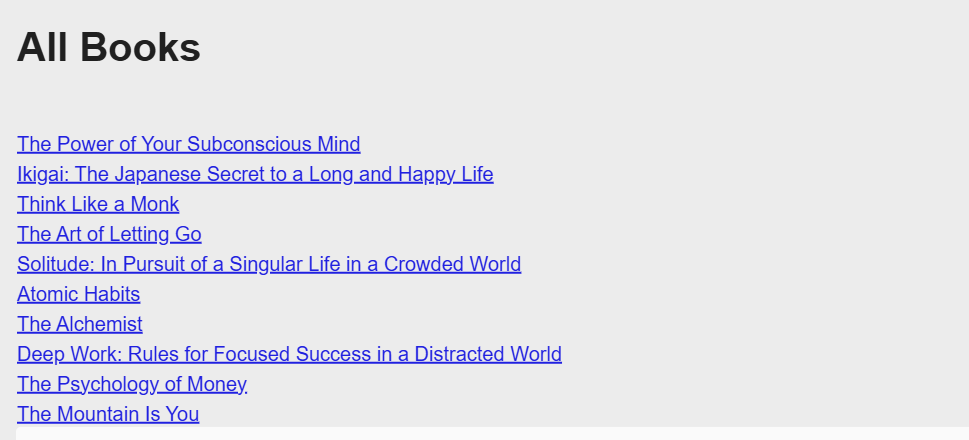 All Books
The Power of Your Subconscious Mind
Ikigai: The Japanese Secret to a Long and Happy Life
Think Like a Monk
The Art of Letting Go
Solitude: In Pursuit of a Singular Life in a Crowded World
Atomic Habits
The Alchemist
Deep Work: Rules for Focused Success in a Distracted World
The Psychology of Money
The Mountain Is You